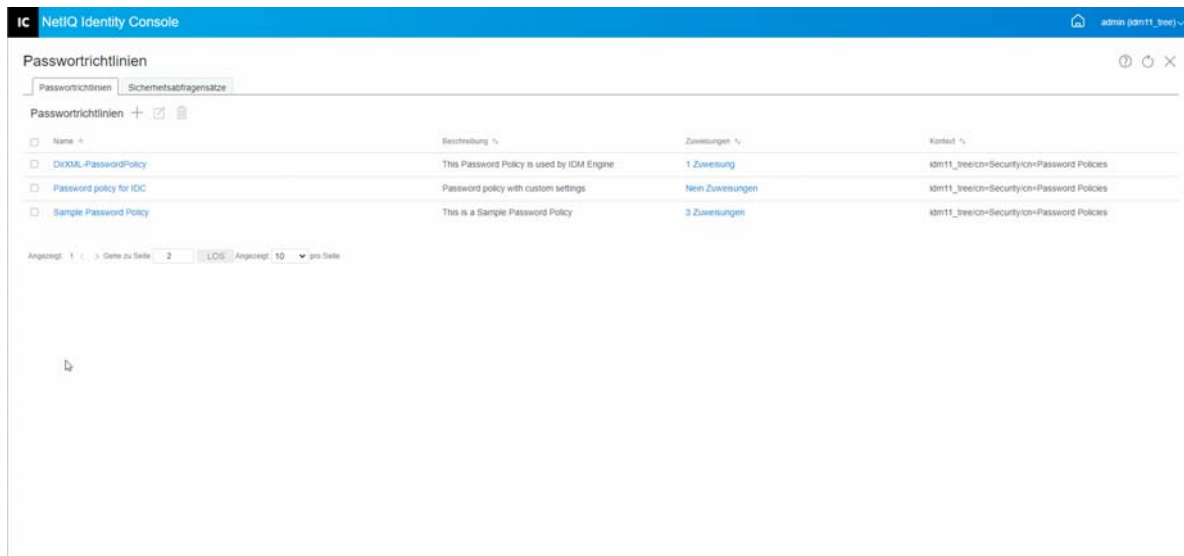 IC NetIQ Identity Console admin (idm11_tree)
Passwortrichtlinien
Passwortrichtlinien Sicherheitsabfragensätze
Passwortrichtlinien
Name Beschreibung Zuweisungen Kontext
DirXML-PasswordPolicy This Password Policy is used by IDM Engine 1 Zuweisung idm11_tree/cn=Security/cn=Password Policies
Password policy for IDC Password policy with custom settings Nein Zuweisungen idm11_tree/cn=Security/cn=Password Policies
Sample Password Policy This is a Sample Password Policy 3 Zuweisungen idm11_tree/cn=Security/cn=Password Policies
Angezeigt: 1 Gehe zu Seite 2 LOS Angezeigt: 10 pro Seite